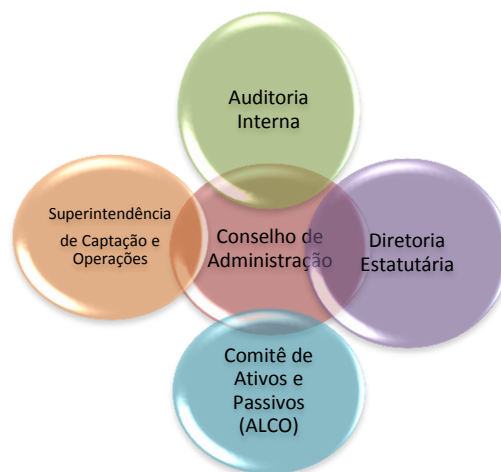 Auditoria
Interna
Superintendência
de Captação e
Operações
Conselho de
Administração
Diretoria
Estatutária
Comitê de
Ativos e
Passivos
(ALCO)